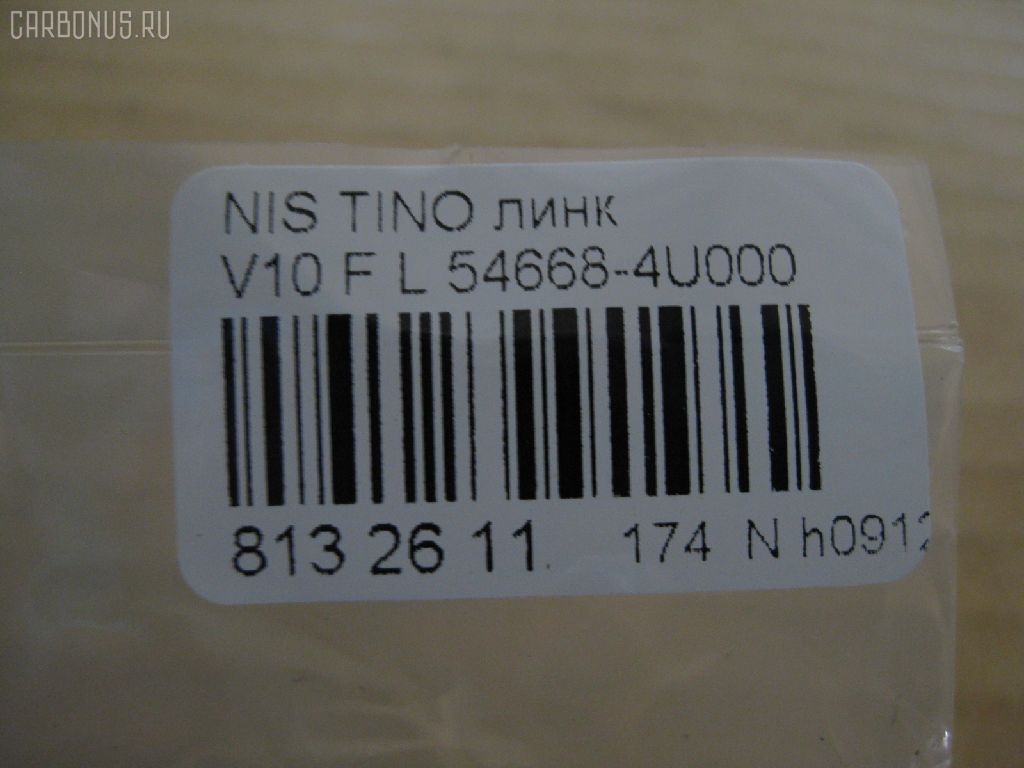 CARBONUS.RU
NIS TINO линк
V10 F L 54668-4U000
813 26 11. 174 N h0912